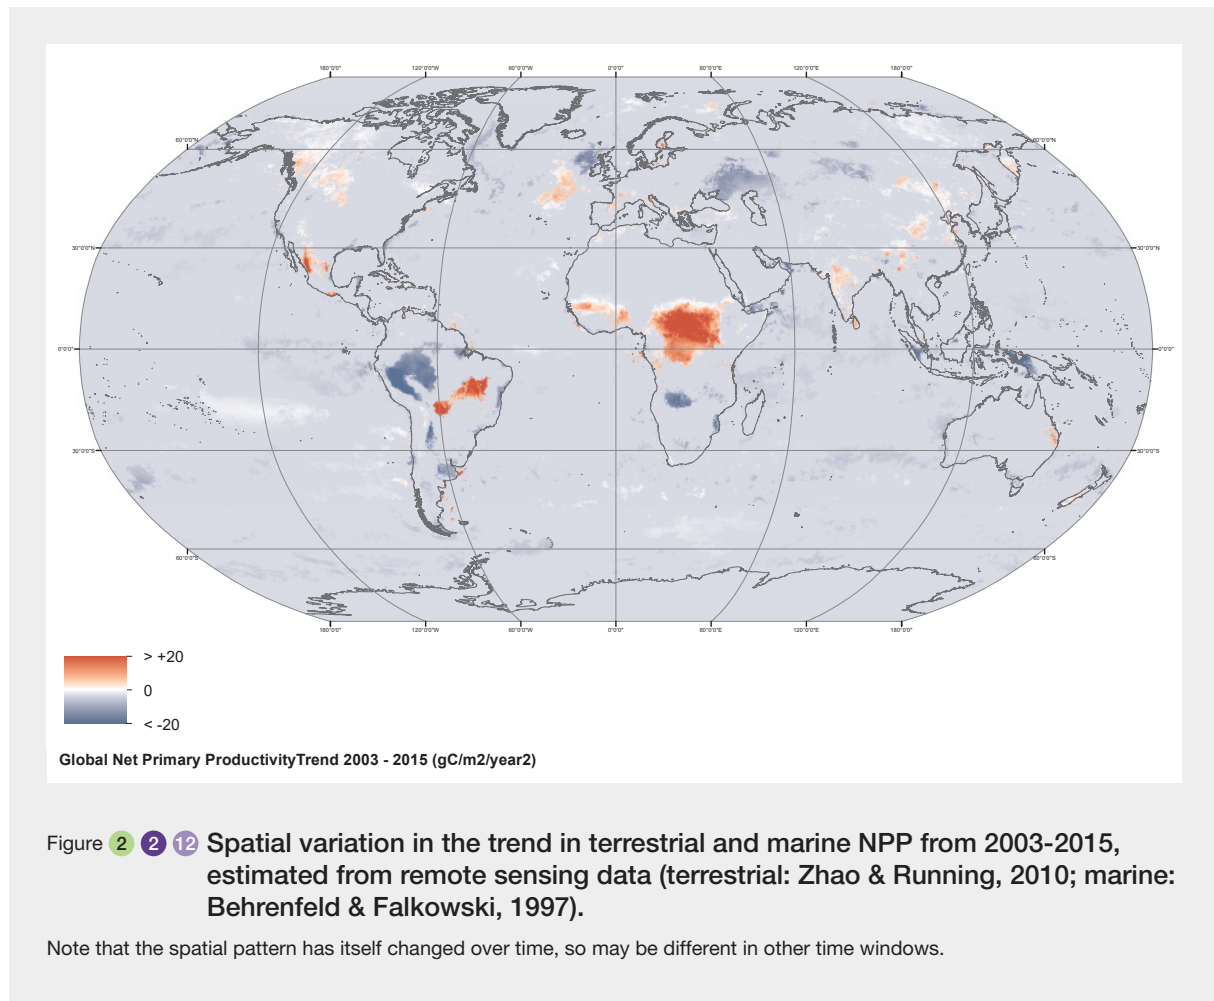 180°0'0" 120°0'0"W 60°0'0"W 0°0'0" 60°0'0"E 120°0'0"E 180°0'0"
60°0'0"N 60°0'0"N
30°0'0"N 30°0'0"N
0°0'0" 0°0'0"
30°0'0"S 30°0'0"S
60°0'0"S 60°0'0"S
180°0'0" 120°0'0"W 60°0'0"W 0°0'0" 60°0'0"E 120°0'0"E 180°0'0"
> +20
0
< -20
Global Net Primary ProductivityTrend 2003 - 2015 (gC/m2/year2)
Figure 2 2 12 Spatial variation in the trend in terrestrial and marine NPP from 2003-2015,
estimated from remote sensing data (terrestrial: Zhao & Running, 2010; marine:
Behrenfeld & Falkowski, 1997).
Note that the spatial pattern has itself changed over time, so may be different in other time windows.